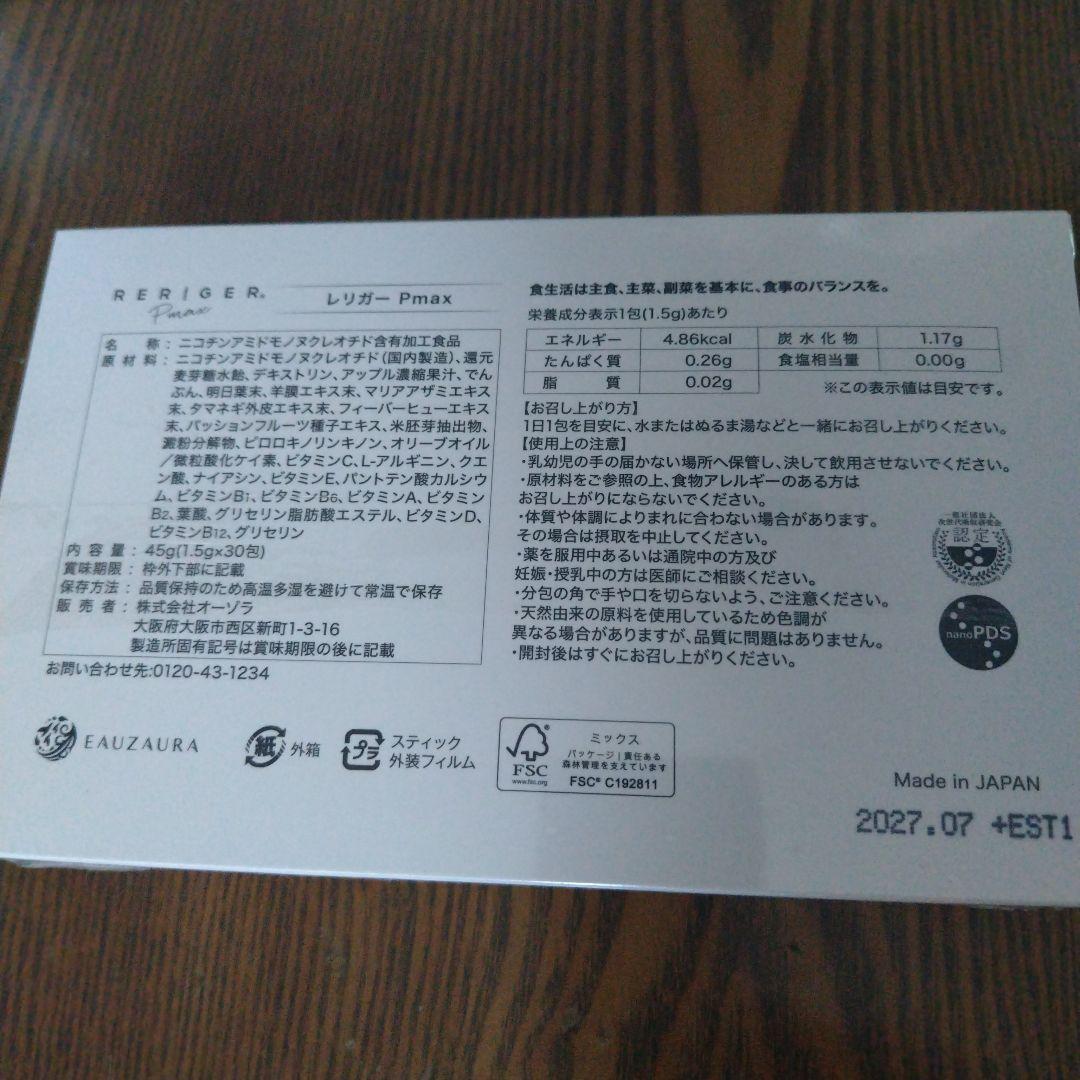 RERIGER®
Pmax
レリガー Pmax
名称：ニコチンアミドモノヌクレオチド含有加工食品
原材料：ニコチンアミドモノヌクレオチド(国内製造)、還元
麦芽糖水飴、デキストリン、アップル濃縮果汁、でん
ぷん、明日葉末、羊膜エキス末、マリアアザミエキス
末、タマネギ外皮エキス末、フィーバーヒューエキス
末、パッションフルーツ種子エキス、米胚芽抽出物、
澱粉分解物、ピロロキノリンキノン、オリーブオイル
/微粒酸化ケイ素、ビタミンC、L-アルギニン、クエ
ン酸、ナイアシン、ビタミンE、パントテン酸カルシウ
ム、ビタミンB1、ビタミンB6、ビタミンA、ビタミン
B2、葉酸、グリセリン脂肪酸エステル、ビタミンD、
ビタミンB12、グリセリン
内容量：45g(1.5g×30包)
賞味期限：枠外下部に記載
保存方法：品質保持のため高温多湿を避けて常温で保存
販売者：株式会社オーゾラ
大阪府大阪市西区新町1-3-16
製造所固有記号は賞味期限の後に記載
お問い合わせ先:0120-43-1234
食生活は主食、主菜、副菜を基本に、食事のバランスを。
栄養成分表示1包(1.5g)あたり
エネルギー 4.86kcal 炭水化物 1.17g
たんぱく質 0.26g 食塩相当量 0.00g
脂質 0.02g
※この表示値は目安です。
【お召し上がり方】
1日1包を目安に、水またはぬるま湯などと一緒にお召し上がりください。
【使用上の注意】
・乳幼児の手の届かない場所へ保管し、決して飲用させないでください。
・原材料をご参照の上、食物アレルギーのある方は
お召し上がりにならないでください。
・体質や体調によりまれに合わない場合があります。
その場合は摂取を中止してください。
・薬を服用中あるいは通院中の方及び
妊娠・授乳中の方は医師にご相談ください。
・分包の角で手や口を切らないよう、ご注意ください。
・天然由来の原料を使用しているため色調が
異なる場合がありますが、品質に問題はありません。
・開封後はすぐにお召し上がりください。
一般社団法人
認定
nanoPDS
EAUZAURA
紙 外箱
プラ スティック
外装フィルム
FSC®
www.fsc.org
ミックス
パッケージ | 責任ある
森林管理を支えています
FSC® C192811
Made in JAPAN
2027.07 +EST1